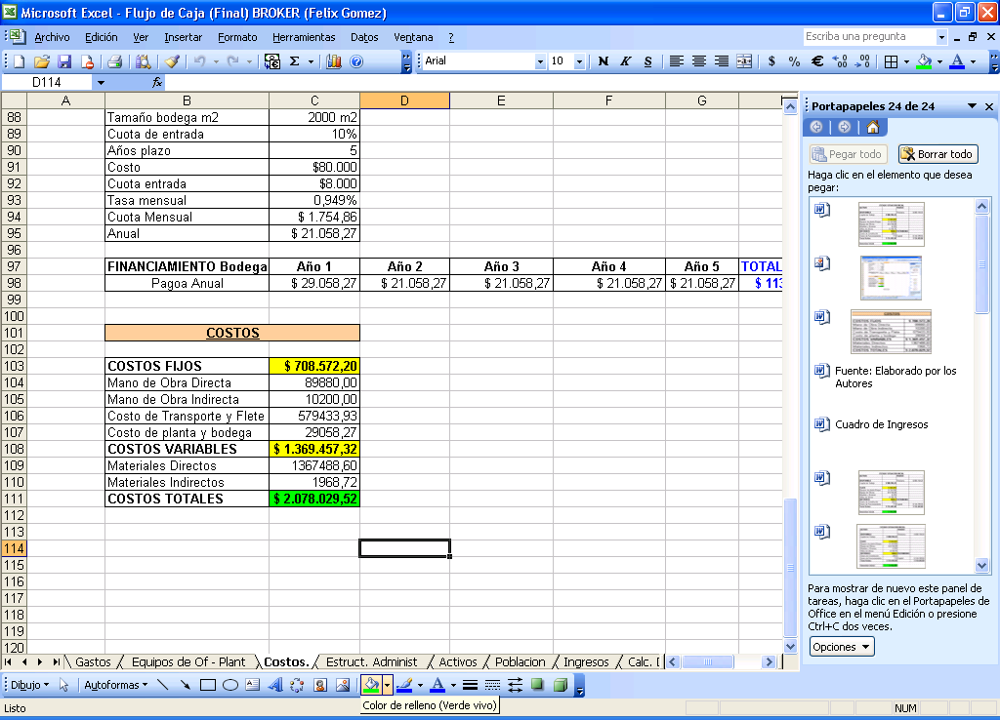 Microsoft Excel - Flujo de Caja (Final) BROKER (Felix Gomez)
Archivo Edición Ver Insertar Formato Herramientas Datos Ventana ? Escriba una pregunta
Arial 10 N K S $ % €
D114 fx
A B C D E F G
88 Tamaño bodega m2 2000 m2
89 Cuota de entrada 10%
90 Años plazo 5
91 Costo $80.000
92 Cuota entrada $8.000
93 Tasa mensual 0,949%
94 Cuota Mensual $ 1.754,86
95 Anual $ 21.058,27
96
97 FINANCIAMIENTO Bodega Año 1 Año 2 Año 3 Año 4 Año 5 TOTAL
98 Pagoa Anual $ 29.058,27 $ 21.058,27 $ 21.058,27 $ 21.058,27 $ 21.058,27 $ 113
99
100
101 COSTOS
102
103 COSTOS FIJOS $ 708.572,20
104 Mano de Obra Directa 89880,00
105 Mano de Obra Indirecta 10200,00
106 Costo de Transporte y Flete 579433,93
107 Costo de planta y bodega 29058,27
108 COSTOS VARIABLES $ 1.369.457,32
109 Materiales Directos 1367488,60
110 Materiales Indirectos 1968,72
111 COSTOS TOTALES $ 2.078.029,52
112
113
114
115
116
117
118
119
120
Gastos Equipos de Of - Plant Costos. Estruct. Administ Activos Poblacion Ingresos Calc. I
Dibujo Autoformas
Color de relleno (Verde vivo)
Listo NUM
Portapapeles 24 de 24
Pegar todo Borrar todo
Haga clic en el elemento que desea
pegar:
Fuente: Elaborado por los
Autores
Cuadro de Ingresos
Para mostrar de nuevo este panel de
tareas, haga clic en el Portapapeles de
Office en el menú Edición o presione
Ctrl+C dos veces.
Opciones